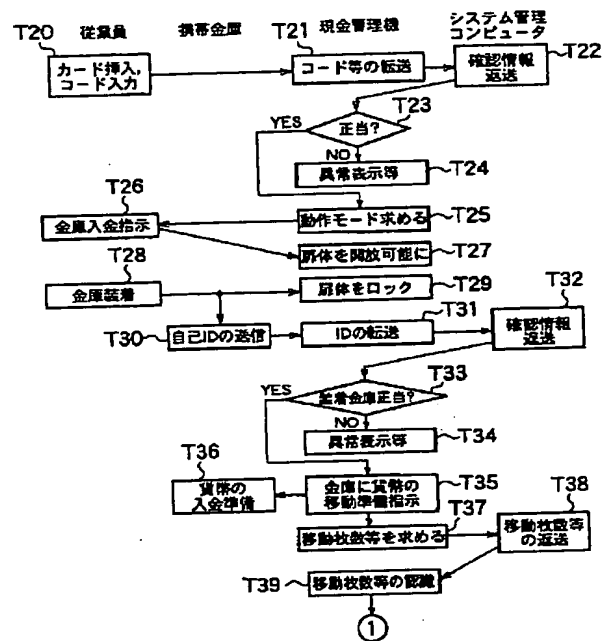 従業員
携帯金庫
現金管理機
システム管理
コンピュータ
T20
カード挿入,
コード入力
T21
コード等の転送
T22
確認情報
返送
T23
正当?
YES
NO
T24
異常表示等
T25
動作モード求める
T26
金庫入金指示
T27
扉体を開放可能に
T28
金庫装着
T29
扉体をロック
T30
自己IDの送信
T31
IDの転送
T32
確認情報
返送
T33
装着金庫正当?
YES
NO
T34
異常表示等
T35
金庫に貨幣の
移動準備指示
T36
貨幣の
入金準備
T37
移動枚数等を求める
T38
移動枚数等
の返送
T39
移動枚数等の認識
1